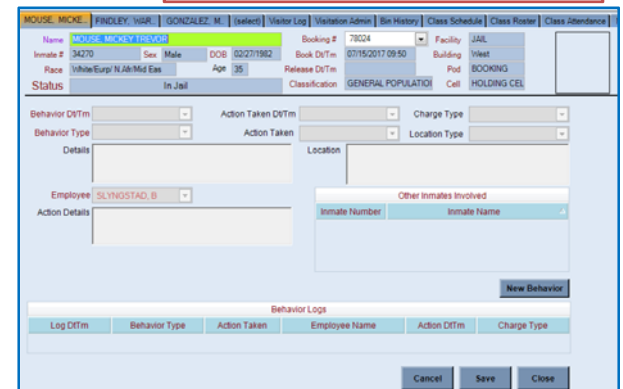 MOUSE, MICKE... FINDLEY, WAR... GONZALEZ, M. (select) Visitor Log Visitation Admin Bin History Class Schedule Class Roster Class Attendance
Name MOUSE, MICKEY TREVOR Booking # 78024 Facility JAIL
Inmate # 34270 Sex Male DOB 02/27/1982 Book Dt/Tm 07/15/2017 09:50 Building West
Race White/Eurp/ N.Afr/Mid Eas Age 35 Release Dt/Tm Pod BOOKING
Status In Jail Classification GENERAL POPULATIOI Cell HOLDING CEL
Behavior Dt/Tm Action Taken Dt/Tm Charge Type
Behavior Type Action Taken Location Type
Details Location
Employee SLYNGSTAD, B Other Inmates Involved
Action Details Inmate Number Inmate Name
New Behavior
Behavior Logs
Log DtTm Behavior Type Action Taken Employee Name Action DtTm Charge Type
Cancel Save Close